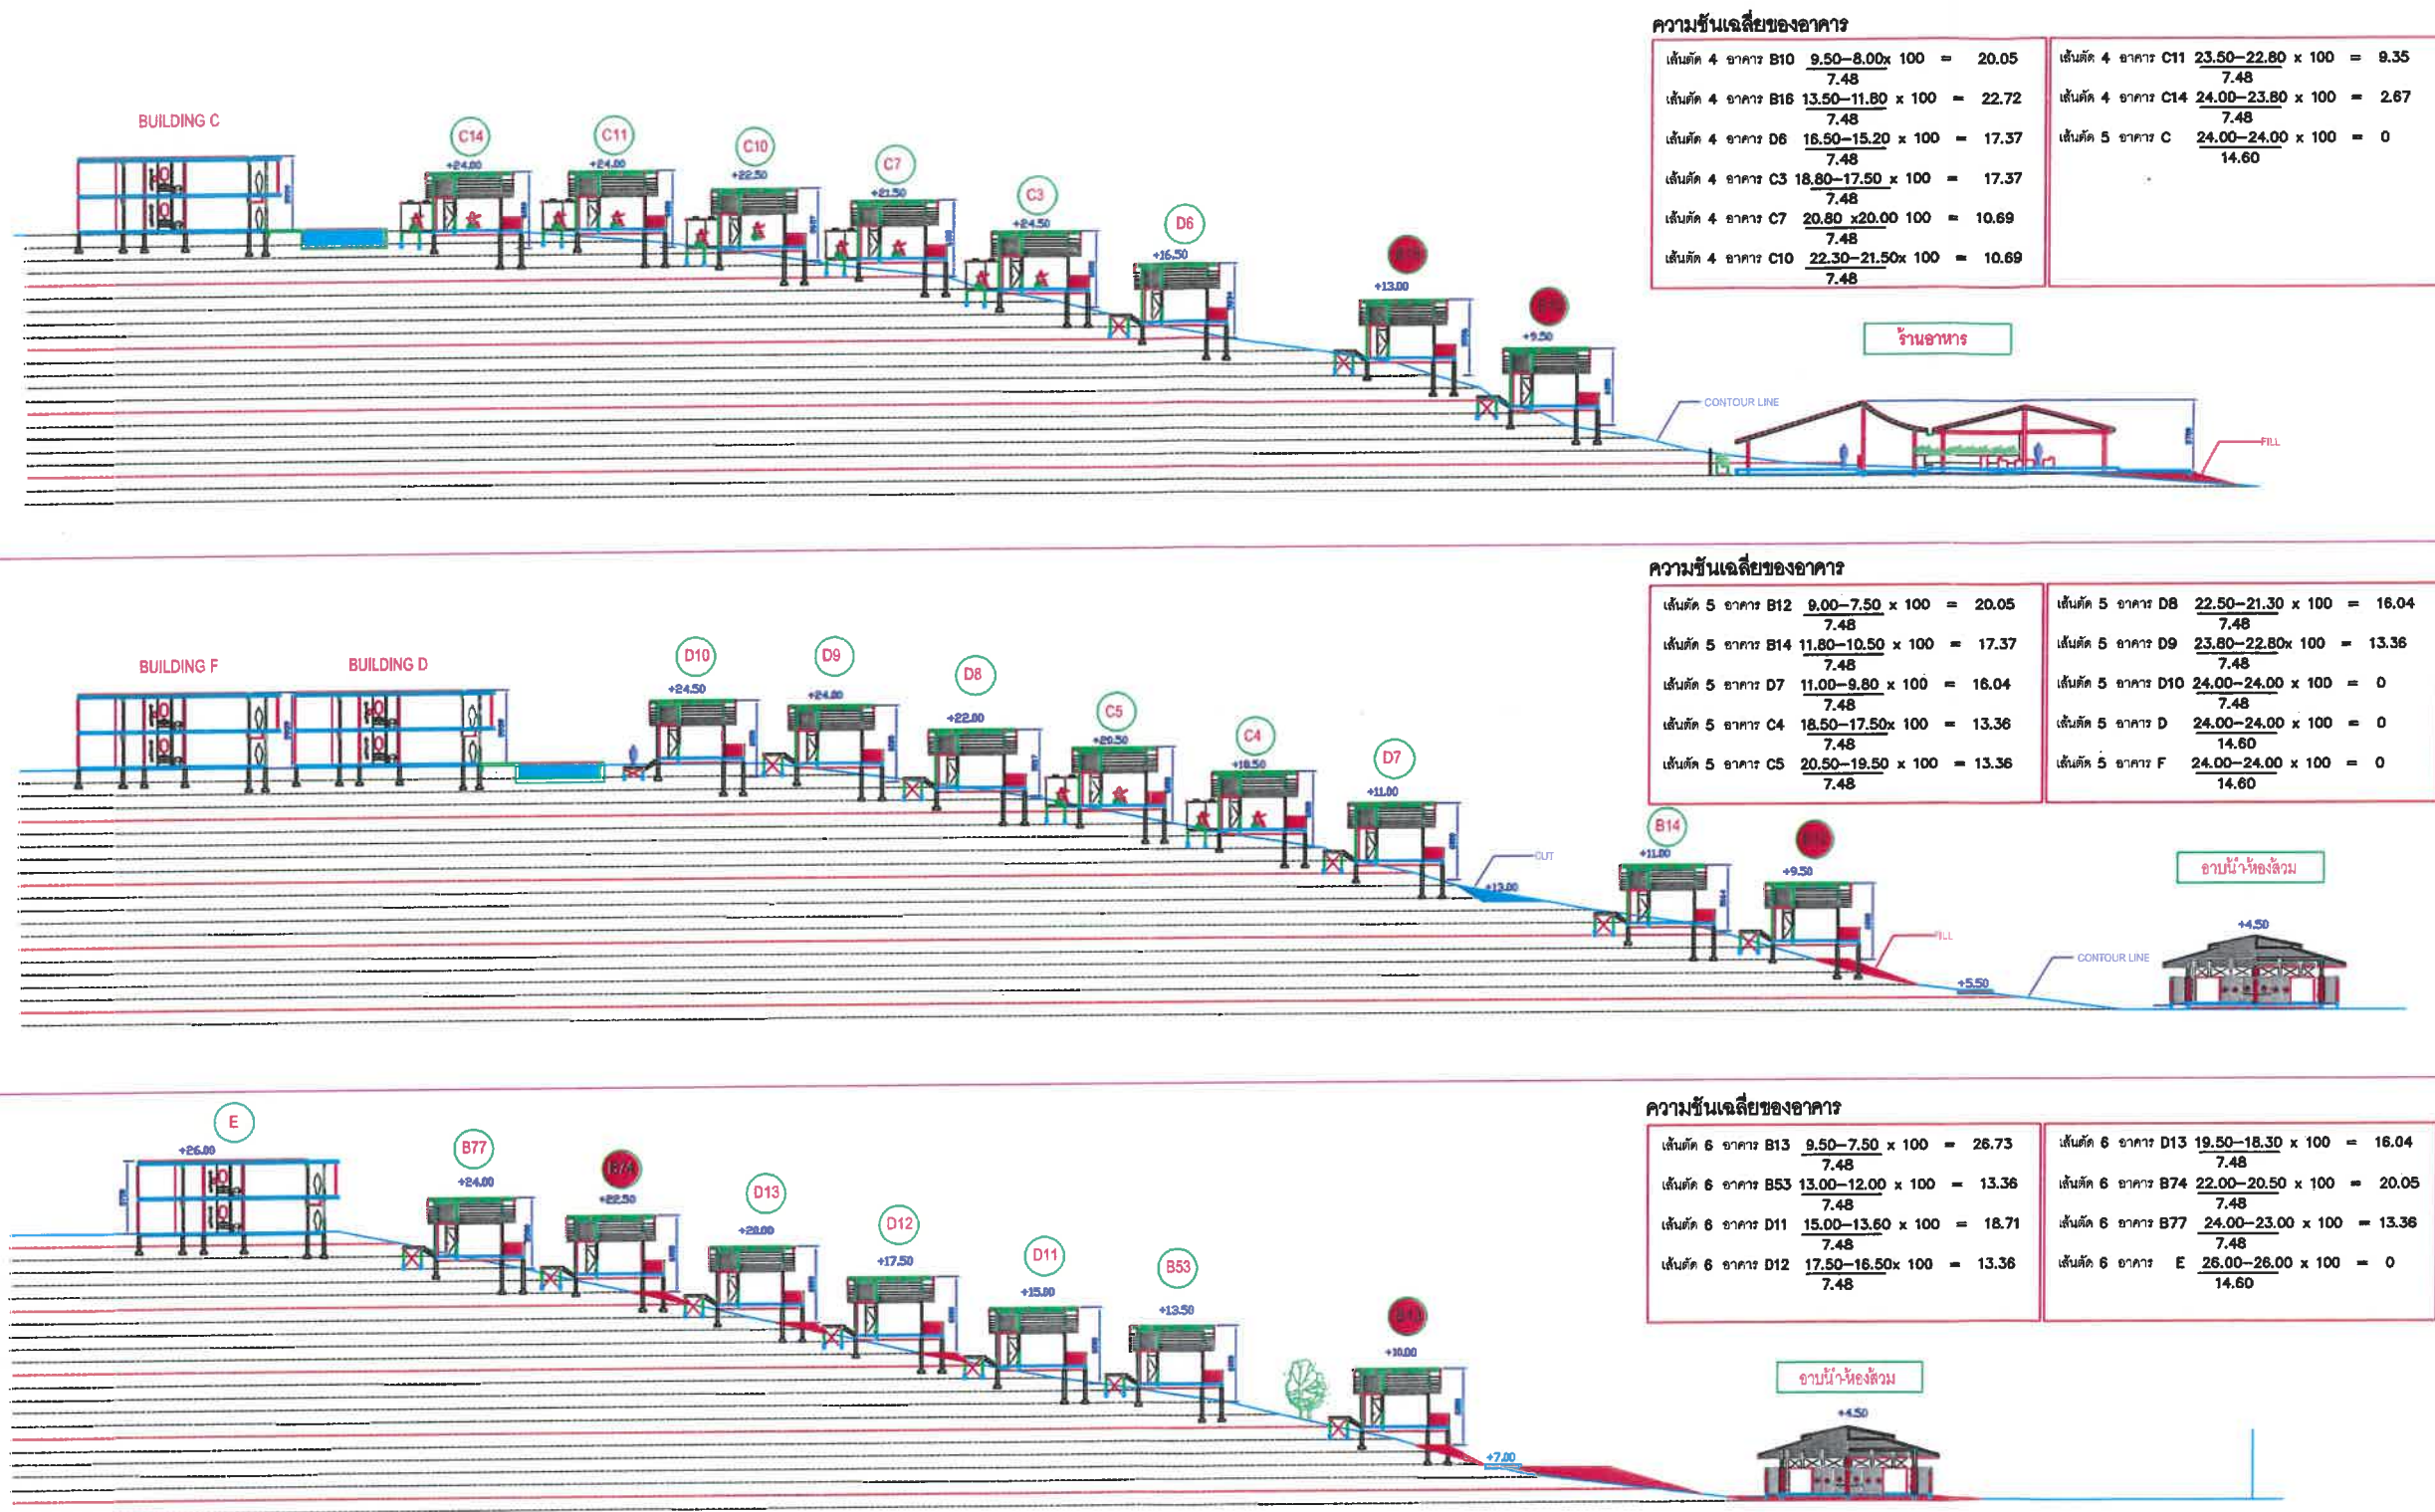 ความชันเฉลี่ยของอาคาร
เส้นตัด 4 อาคาร B10 9.50-8.00x 100 = 20.05
7.48
เส้นตัด 4 อาคาร B16 13.50-11.80 x 100 = 22.72
7.48
เส้นตัด 4 อาคาร D6 16.50-15.20 x 100 = 17.37
7.48
เส้นตัด 4 อาคาร C3 18.80-17.50 x 100 = 17.37
7.48
เส้นตัด 4 อาคาร C7 20.80 x20.00 100 = 10.69
7.48
เส้นตัด 4 อาคาร C10 22.30-21.50x 100 = 10.69
7.48
เส้นตัด 4 อาคาร C11 23.50-22.80 x 100 = 9.35
7.48
เส้นตัด 4 อาคาร C14 24.00-23.80 x 100 = 2.67
7.48
เส้นตัด 5 อาคาร C 24.00-24.00 x 100 = 0
14.60
BUILDING C
C14
+24.00
C11
+24.00
C10
+22.50
C7
+21.50
C3
+24.50
D6
+16.50
+13.00
+9.50
ร้านอาหาร
CONTOUR LINE
FILL
ความชันเฉลี่ยของอาคาร
เส้นตัด 5 อาคาร B12 9.00-7.50 x 100 = 20.05
7.48
เส้นตัด 5 อาคาร B14 11.80-10.50 x 100 = 17.37
7.48
เส้นตัด 5 อาคาร D7 11.00-9.80 x 100 = 16.04
7.48
เส้นตัด 5 อาคาร C4 18.50-17.50x 100 = 13.36
7.48
เส้นตัด 5 อาคาร C5 20.50-19.50 x 100 = 13.36
7.48
เส้นตัด 5 อาคาร D8 22.50-21.30 x 100 = 16.04
7.48
เส้นตัด 5 อาคาร D9 23.80-22.80x 100 = 13.36
7.48
เส้นตัด 5 อาคาร D10 24.00-24.00 x 100 = 0
7.48
เส้นตัด 5 อาคาร D 24.00-24.00 x 100 = 0
14.60
เส้นตัด 5 อาคาร F 24.00-24.00 x 100 = 0
14.60
BUILDING F
BUILDING D
D10
+24.50
D9
+24.00
D8
+22.00
C5
+20.50
C4
+18.50
D7
+11.00
CUT
+13.00
B14
+11.00
+9.50
FILL
+5.50
CONTOUR LINE
อาบน้ำ-ห้องส้วม
+4.50
ความชันเฉลี่ยของอาคาร
เส้นตัด 6 อาคาร B13 9.50-7.50 x 100 = 26.73
7.48
เส้นตัด 6 อาคาร B53 13.00-12.00 x 100 = 13.36
7.48
เส้นตัด 6 อาคาร D11 15.00-13.60 x 100 = 18.71
7.48
เส้นตัด 6 อาคาร D12 17.50-16.50x 100 = 13.36
7.48
เส้นตัด 6 อาคาร D13 19.50-18.30 x 100 = 16.04
7.48
เส้นตัด 6 อาคาร B74 22.00-20.50 x 100 = 20.05
7.48
เส้นตัด 6 อาคาร B77 24.00-23.00 x 100 = 13.36
7.48
เส้นตัด 6 อาคาร E 26.00-26.00 x 100 = 0
14.60
E
+26.00
B77
+24.00
B74
+22.50
D13
+20.00
D12
+17.50
D11
+15.00
B53
+13.50
B13
+10.00
+7.00
อาบน้ำ-ห้องส้วม
+4.50